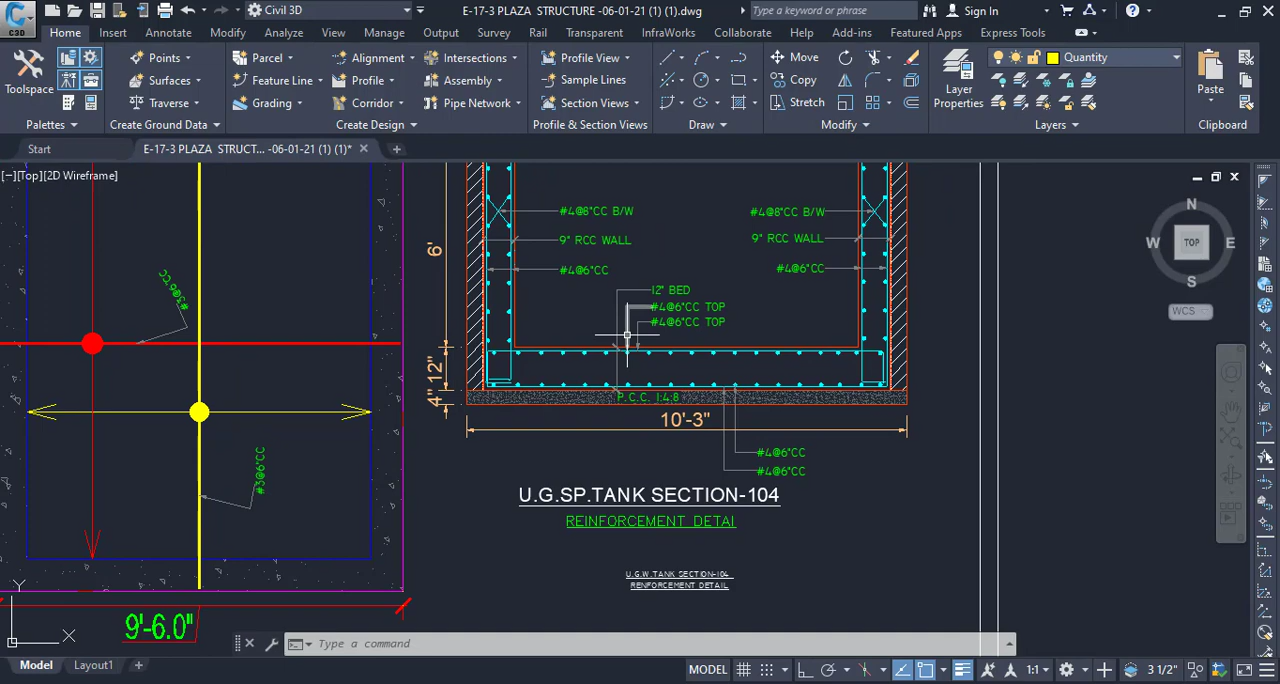 C3D
Civil 3D
E-17-3 PLAZA STRUCTURE -06-01-21 (1) (1).dwg
Type a keyword or phrase
Sign In
Home Insert Annotate Modify Analyze View Manage Output Survey Rail Transparent InfraWorks Collaborate Help Add-ins Featured Apps Express Tools
Toolspace
Points
Surfaces
Traverse
Parcel
Feature Line
Grading
Alignment
Profile
Corridor
Intersections
Assembly
Pipe Network
Profile View
Sample Lines
Section Views
Move
Copy
Stretch
Layer Properties
Quantity
Paste
Palettes
Create Ground Data
Create Design
Profile & Section Views
Draw
Modify
Layers
Clipboard
Start
E-17-3 PLAZA STRUCT... -06-01-21 (1) (1)*
[−][Top][2D Wireframe]
N
W TOP E
S
WCS
#3@6"CC
#3@6"CC
9'-6.0"
6'
12"
4"
#4@8"CC B/W
9" RCC WALL
#4@6"CC
#4@8"CC B/W
9" RCC WALL
#4@6"CC
12" BED
#4@6"CC TOP
#4@6"CC TOP
P.C.C. 1:4:8
10'-3"
#4@6"CC
#4@6"CC
U.G.SP.TANK SECTION-104
REINFORCEMENT DETAI
U.G.W.TANK SECTION-104
REINFORCEMENT DETAIL
Y
X
Type a command
Model Layout1
MODEL
1:1
3 1/2"